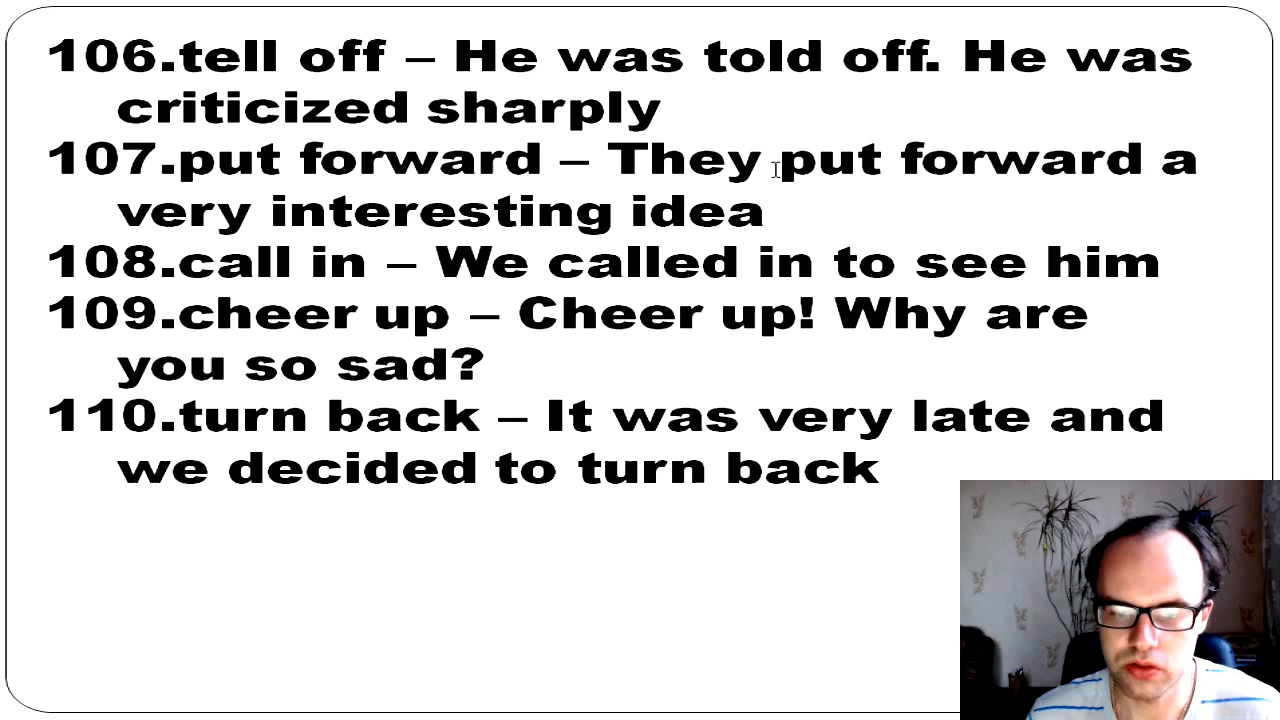 106.tell off – He was told off. He was
criticized sharply
107.put forward – They put forward a
very interesting idea
108.call in – We called in to see him
109.cheer up – Cheer up! Why are
you so sad?
110.turn back – It was very late and
we decided to turn back